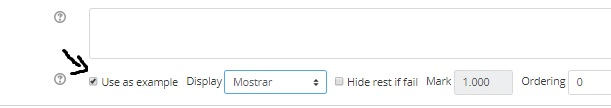 Use as example Display Mostrar Hide rest if fail Mark 1.000 Ordering 0